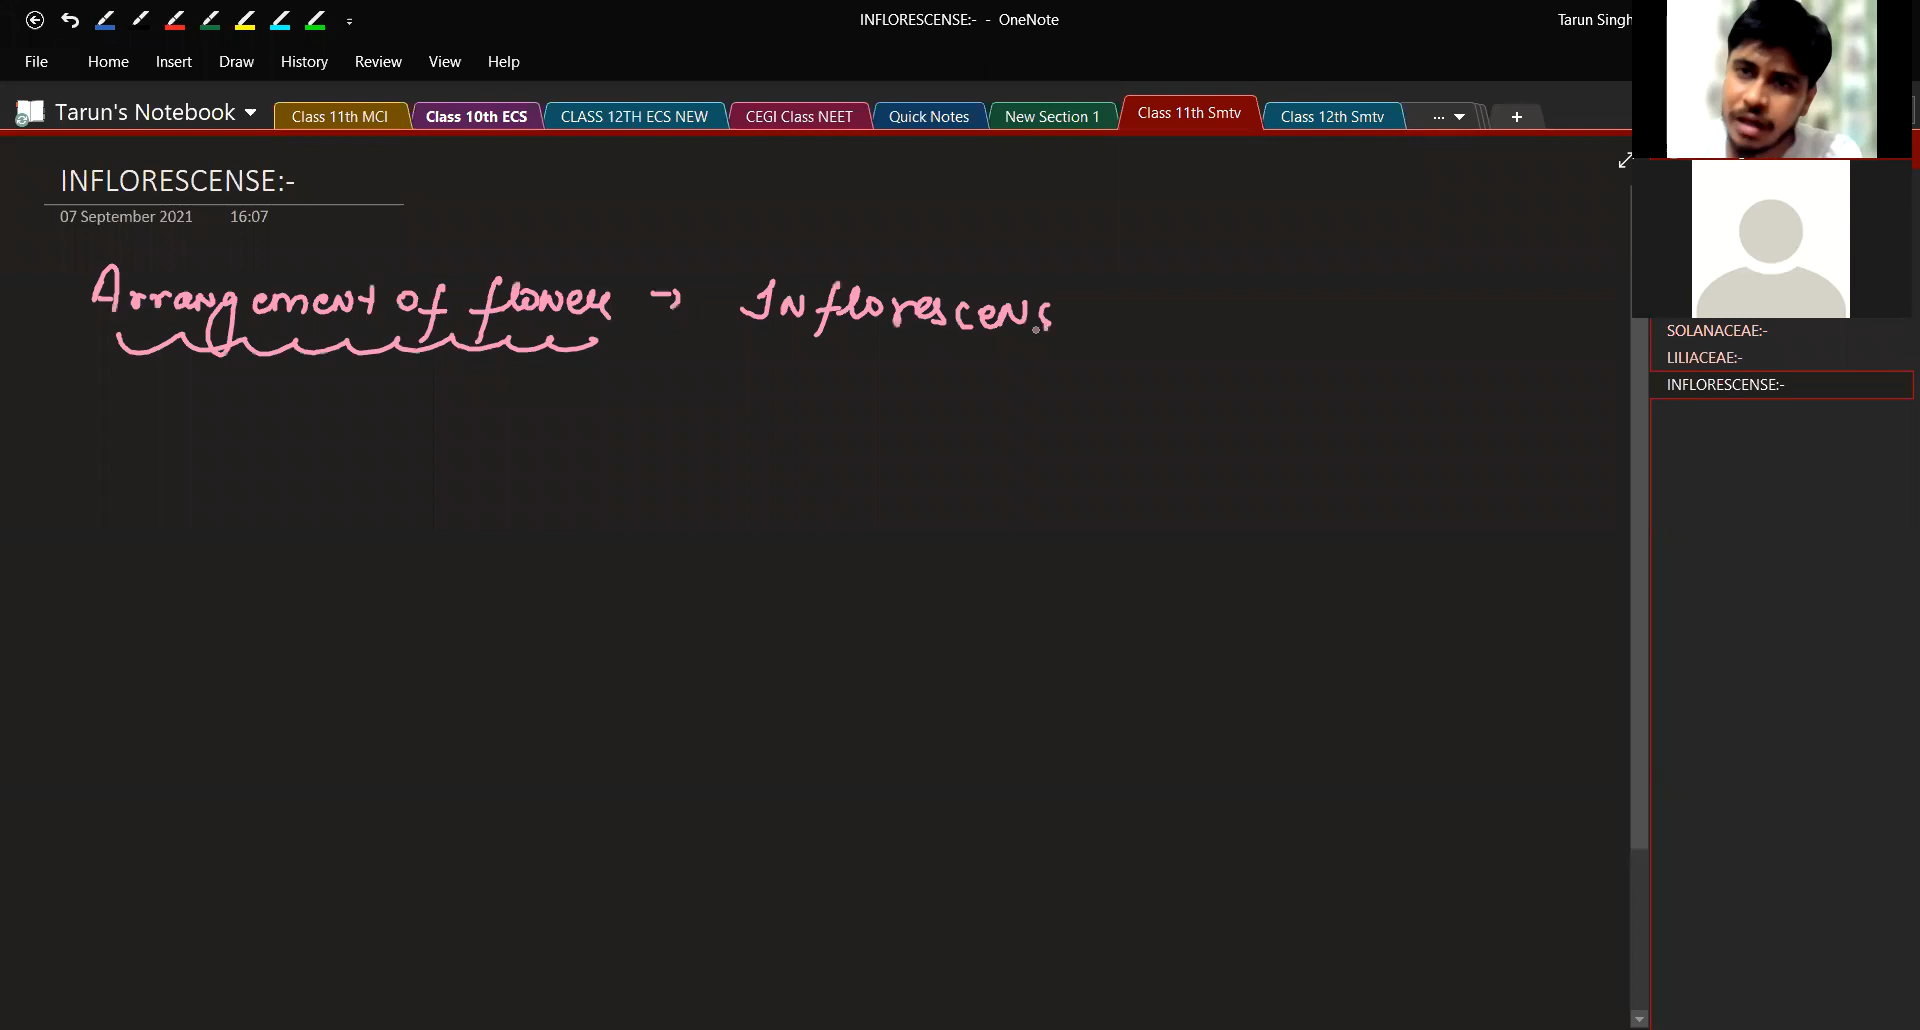 INFLORESCENSE:- - OneNote
Tarun Singh
File Home Insert Draw History Review View Help
Tarun's Notebook
Class 11th MCI
Class 10th ECS
CLASS 12TH ECS NEW
CEGI Class NEET
Quick Notes
New Section 1
Class 11th Smtv
Class 12th Smtv
...
+
INFLORESCENSE:-
07 September 2021 16:07
Arrangement of flower → Inflorescens
SOLANACEAE:-
LILIACEAE:-
INFLORESCENSE:-